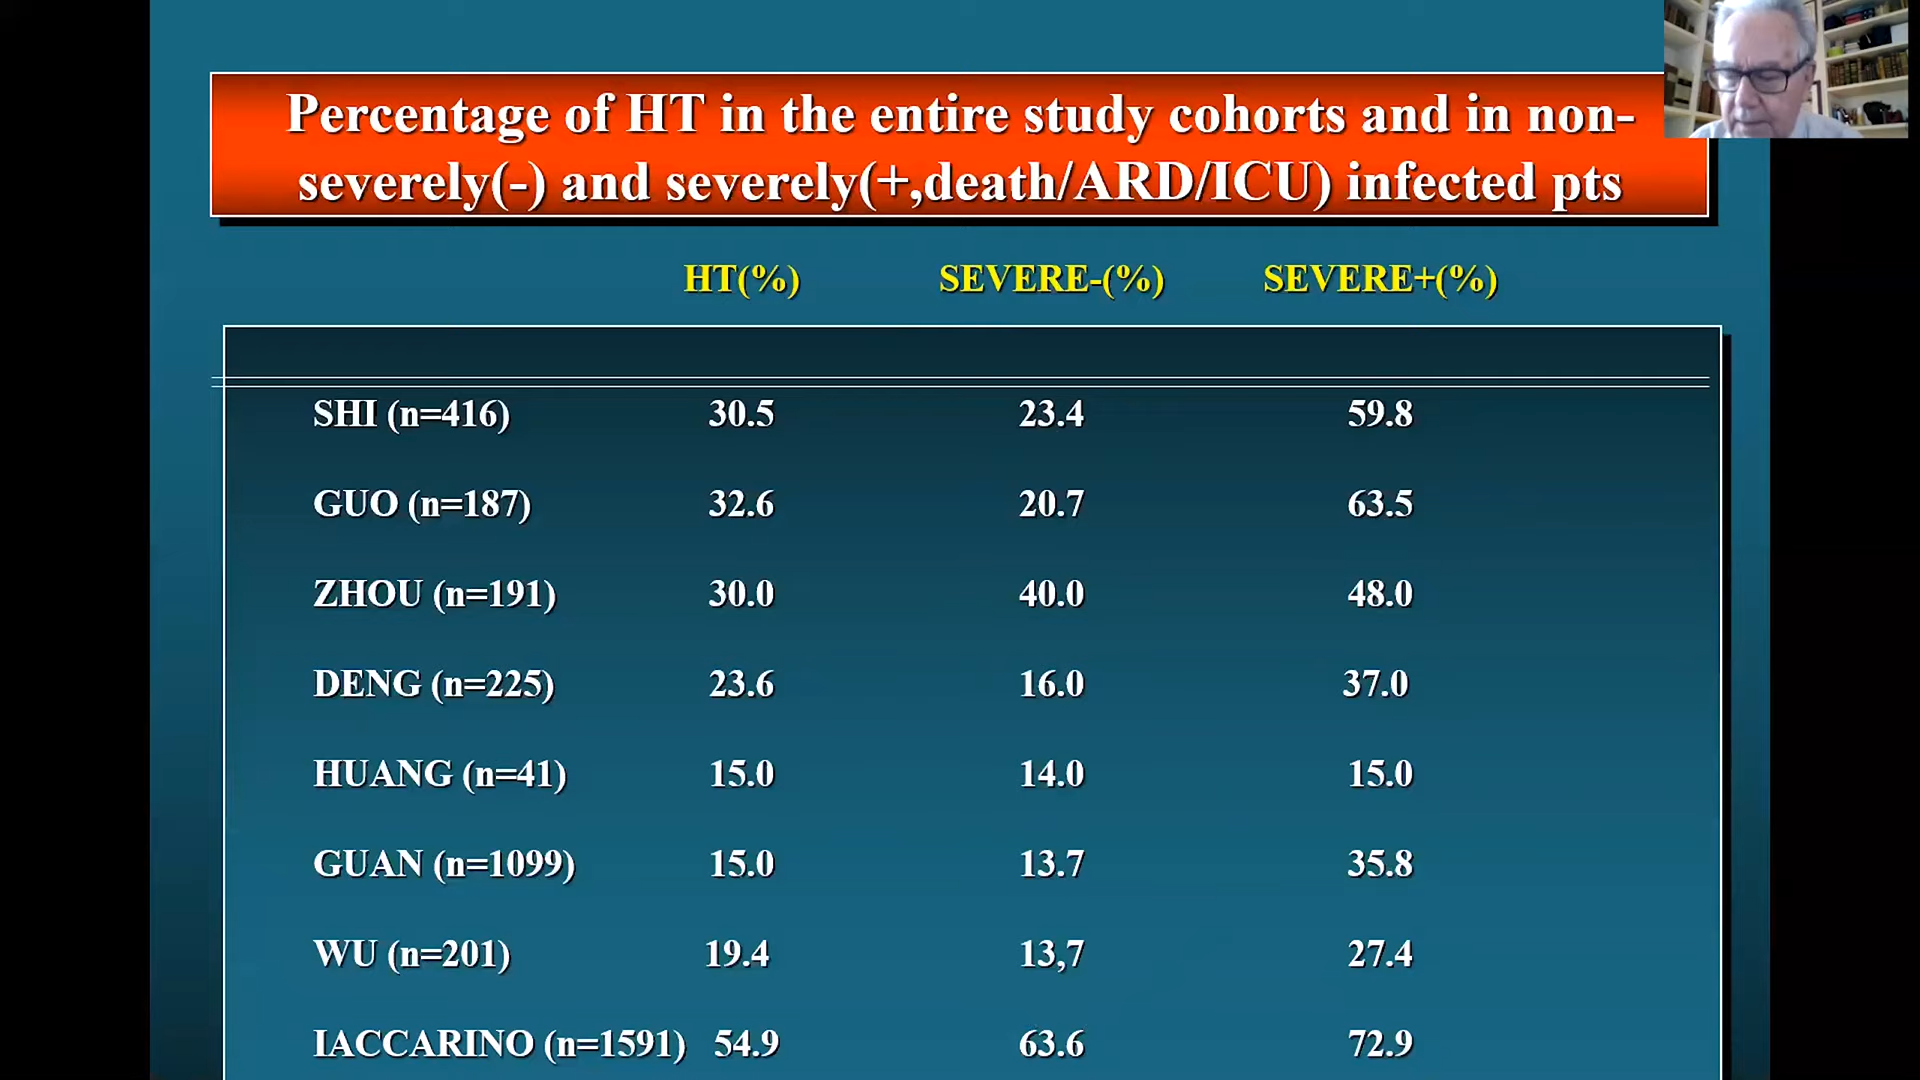 Percentage of HT in the entire study cohorts and in non-
severely(-) and severely(+,death/ARD/ICU) infected pts
HT(%) SEVERE-(%) SEVERE+(%)
SHI (n=416) 30.5 23.4 59.8
GUO (n=187) 32.6 20.7 63.5
ZHOU (n=191) 30.0 40.0 48.0
DENG (n=225) 23.6 16.0 37.0
HUANG (n=41) 15.0 14.0 15.0
GUAN (n=1099) 15.0 13.7 35.8
WU (n=201) 19.4 13,7 27.4
IACCARINO (n=1591) 54.9 63.6 72.9